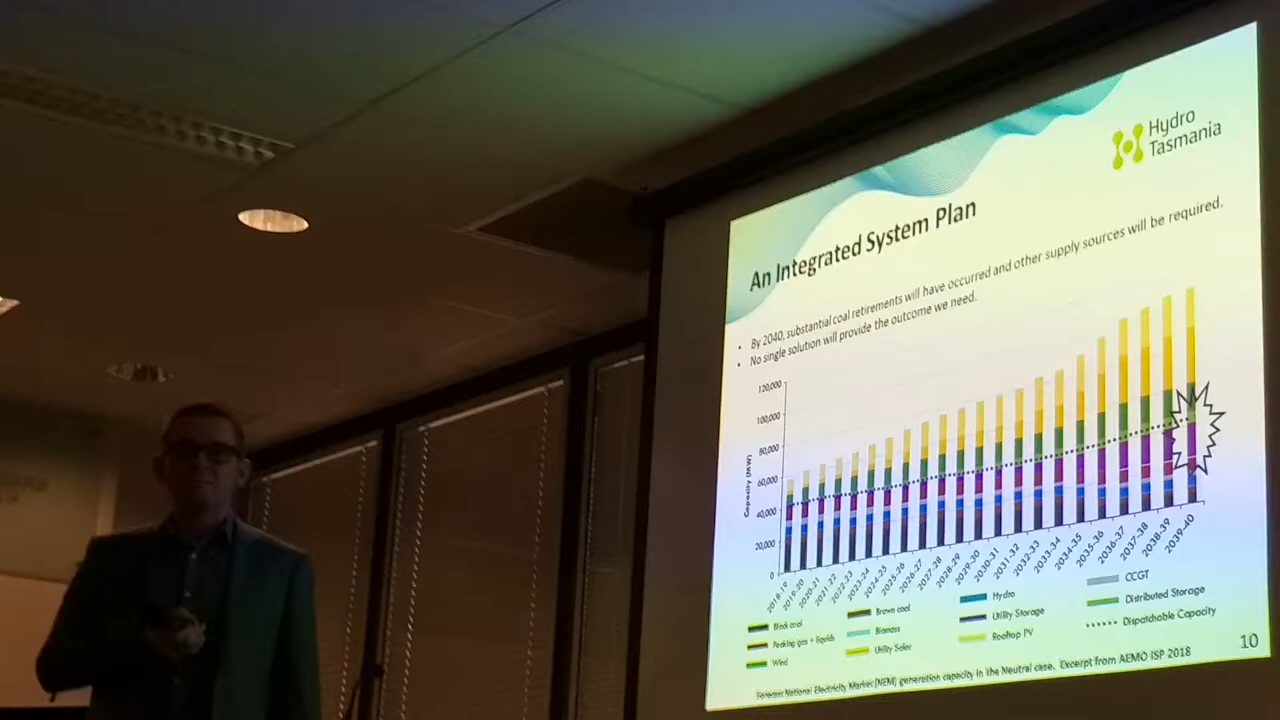 Hydro
Tasmania
An Integrated System Plan
• By 2040, substantial coal retirements will have occurred and other supply sources will be required.
• No single solution will provide the outcome we need.
120,000
100,000
80,000
60,000
40,000
20,000
0
Capacity (MW)
2018-19 2019-20 2020-21 2021-22 2022-23 2023-24 2024-25 2025-26 2026-27 2027-28 2028-29 2029-30 2030-31 2031-32 2032-33 2033-34 2034-35 2035-36 2036-37 2037-38 2038-39 2039-40
Black coal Brown coal Hydro CCGT
Peaking gas + liquids Biomass Utility Storage Distributed Storage
Wind Utility Solar Rooftop PV Dispatchable Capacity
Forecast National Electricity Market (NEM) generation capacity in the Neutral case. Excerpt from AEMO ISP 2018
10